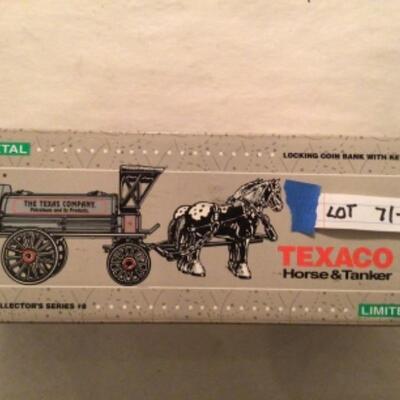 ETAL
LOCKING COIN BANK WITH KE
THE TEXAS COMPANY
Petroleum and Its Products.
LOT 71-
TEXACO
Horse & Tanker
OLLECTOR'S SERIES #8
LIMITE